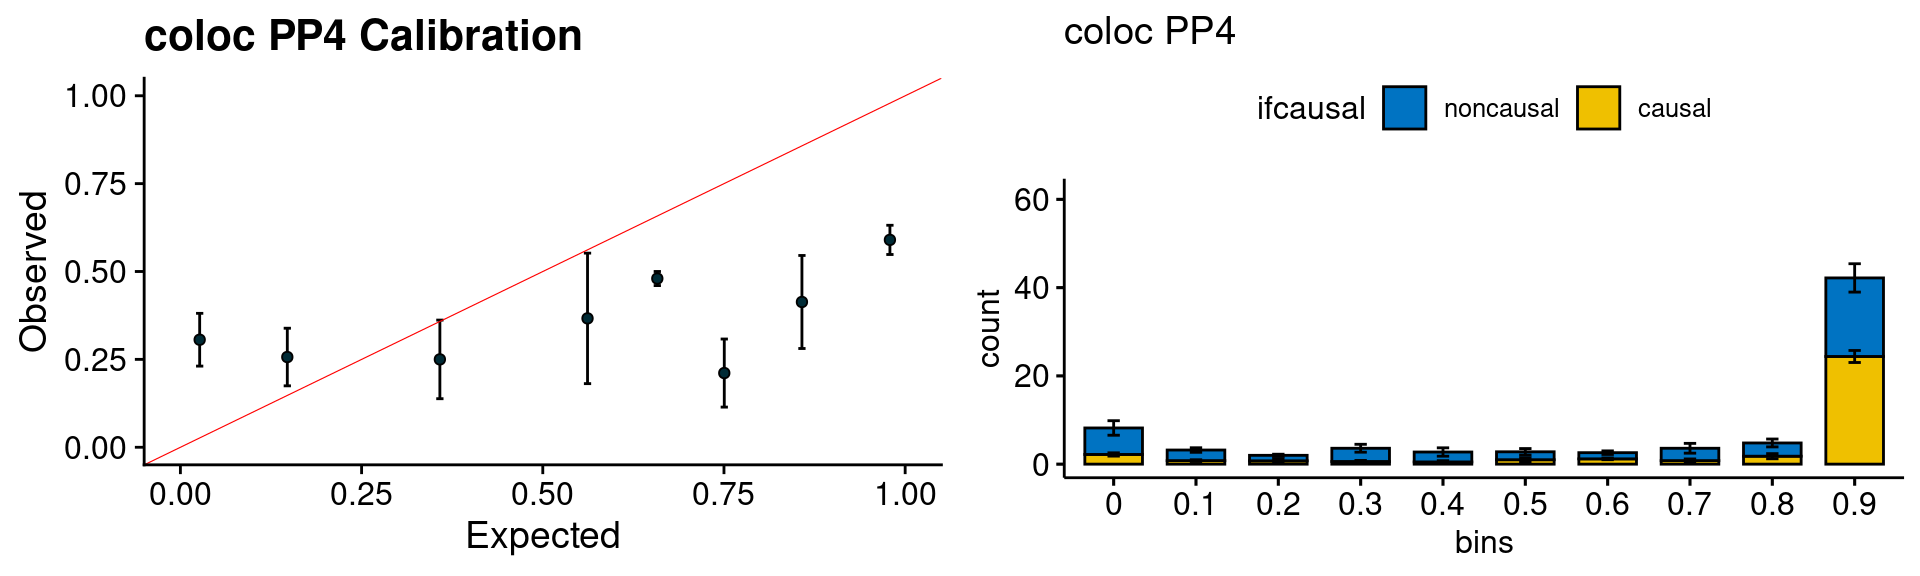 coloc PP4 Calibration
1.00
0.75
0.50
0.25
0.00
Observed
0.00 0.25 0.50 0.75 1.00
Expected
coloc PP4
ifcausal noncausal causal
60
40
20
0
count
0 0.1 0.2 0.3 0.4 0.5 0.6 0.7 0.8 0.9
bins